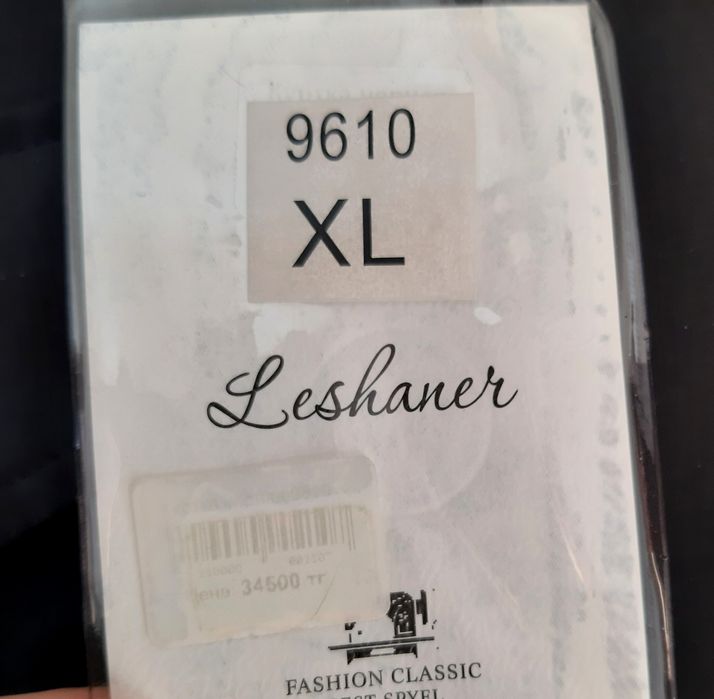 9610
XL
Leshaner
34500 тг
FASHION CLASSIC